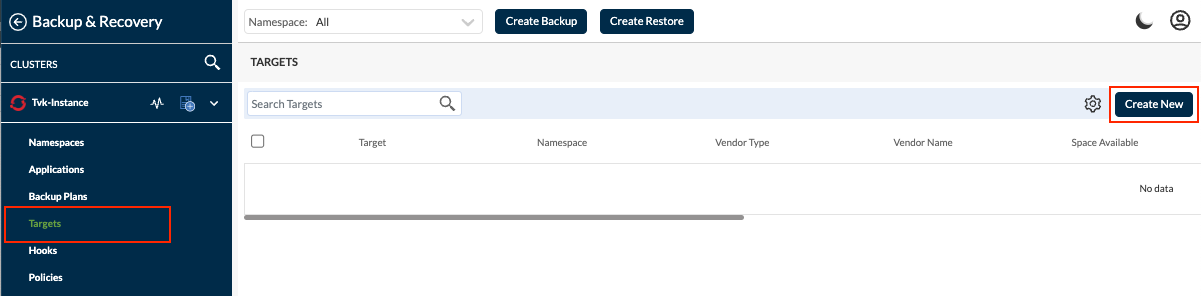 Backup & Recovery
Namespace: All
Create Backup
Create Restore
CLUSTERS
TARGETS
Tvk-Instance
Search Targets
Create New
Namespaces
Applications
Backup Plans
Targets
Hooks
Policies
Target Namespace Vendor Type Vendor Name Space Available
No data